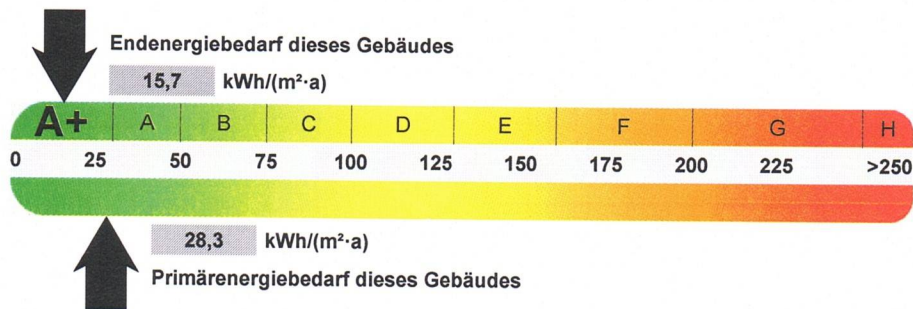 Endenergiebedarf dieses Gebäudes
15,7 kWh/(m²·a)
A+ A B C D E F G H
0 25 50 75 100 125 150 175 200 225 >250
28,3 kWh/(m²·a)
Primärenergiebedarf dieses Gebäudes